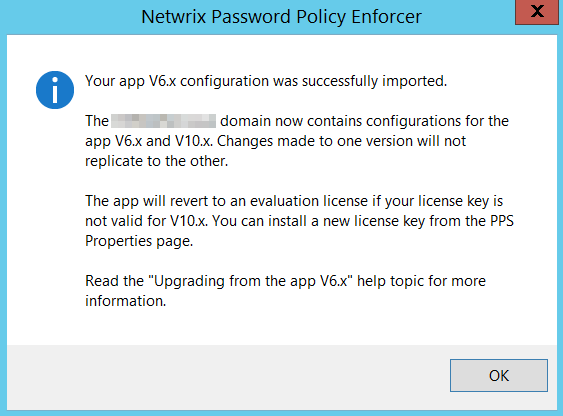 Netwrix Password Policy Enforcer
X
Your app V6.x configuration was successfully imported.
The domain now contains configurations for the
app V6.x and V10.x. Changes made to one version will not
replicate to the other.
The app will revert to an evaluation license if your license key is
not valid for V10.x. You can install a new license key from the PPS
Properties page.
Read the "Upgrading from the app V6.x" help topic for more
information.
OK